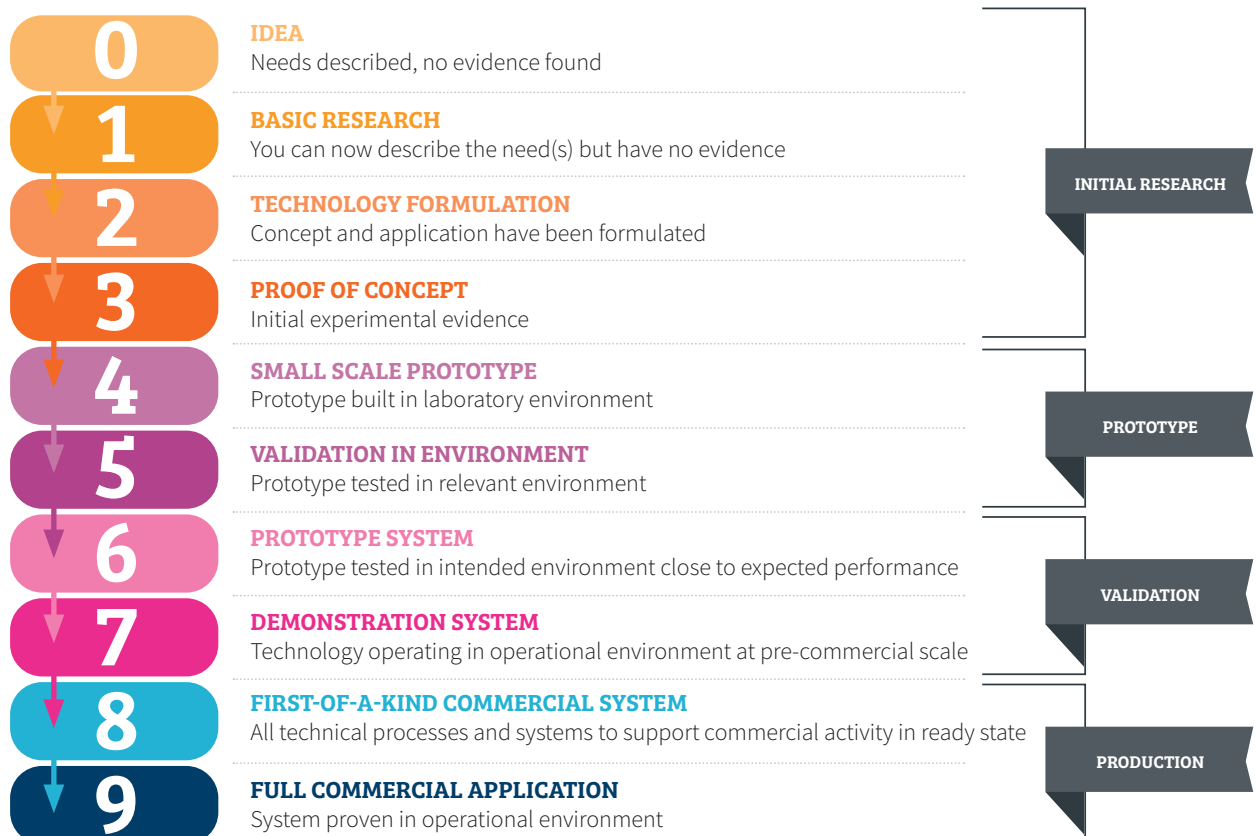 0
IDEA
Needs described, no evidence found
1
BASIC RESEARCH
You can now describe the need(s) but have no evidence
2
TECHNOLOGY FORMULATION
Concept and application have been formulated
3
PROOF OF CONCEPT
Initial experimental evidence
INITIAL RESEARCH
4
SMALL SCALE PROTOTYPE
Prototype built in laboratory environment
5
VALIDATION IN ENVIRONMENT
Prototype tested in relevant environment
PROTOTYPE
6
PROTOTYPE SYSTEM
Prototype tested in intended environment close to expected performance
7
DEMONSTRATION SYSTEM
Technology operating in operational environment at pre-commercial scale
VALIDATION
8
FIRST-OF-A-KIND COMMERCIAL SYSTEM
All technical processes and systems to support commercial activity in ready state
9
FULL COMMERCIAL APPLICATION
System proven in operational environment
PRODUCTION